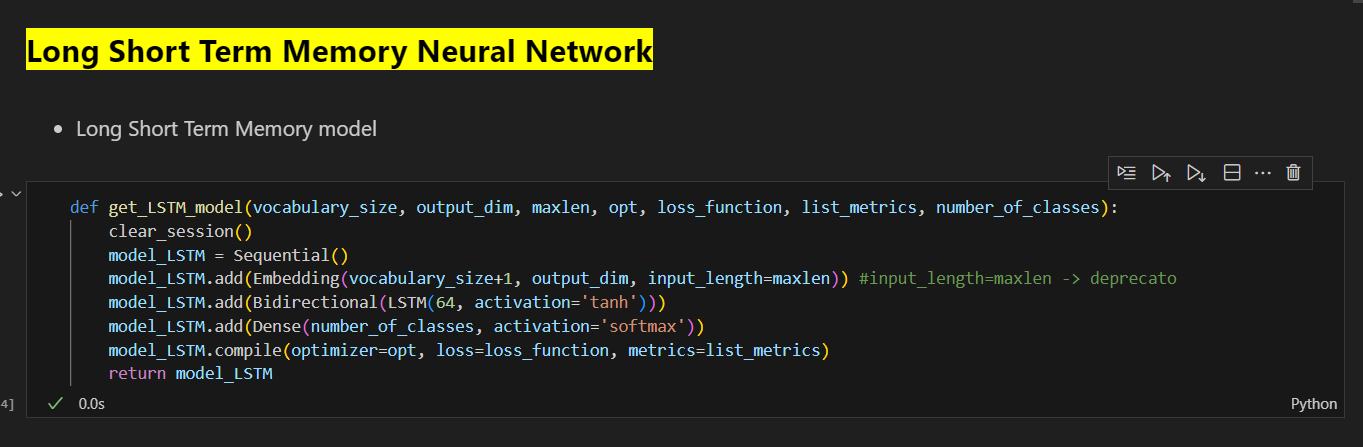 Long Short Term Memory Neural Network
• Long Short Term Memory model
def get_LSTM_model(vocabulary_size, output_dim, maxlen, opt, loss_function, list_metrics, number_of_classes):
    clear_session()
    model_LSTM = Sequential()
    model_LSTM.add(Embedding(vocabulary_size+1, output_dim, input_length=maxlen)) #input_length=maxlen -> deprecato
    model_LSTM.add(Bidirectional(LSTM(64, activation='tanh')))
    model_LSTM.add(Dense(number_of_classes, activation='softmax'))
    model_LSTM.compile(optimizer=opt, loss=loss_function, metrics=list_metrics)
    return model_LSTM
4] 0.0s Python